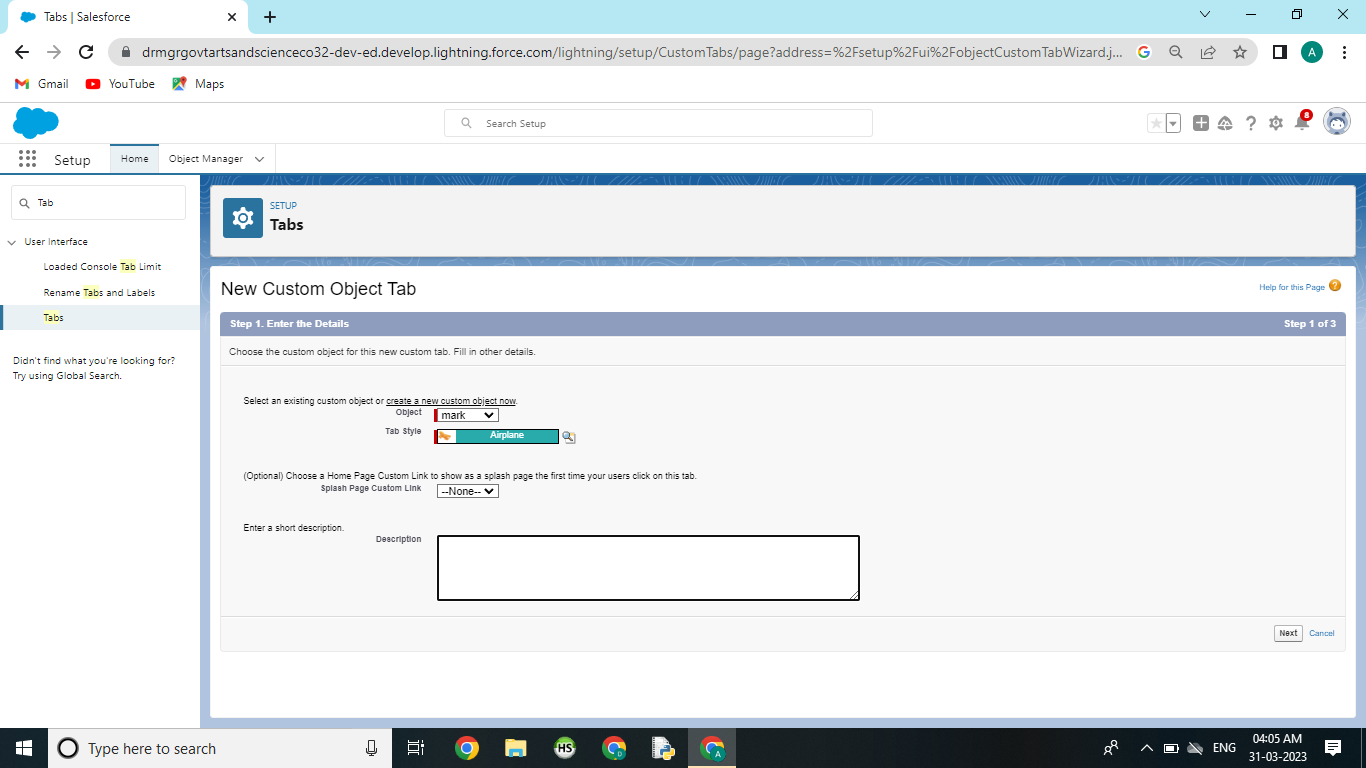 Tabs | Salesforce
drmgrgovtartsandscienceco32-dev-ed.develop.lightning.force.com/lightning/setup/CustomTabs/page?address=%2Fsetup%2Fui%2FobjectCustomTabWizard.j...
A
Gmail
YouTube
Maps
Search Setup
8
Setup
Home
Object Manager
Tab
User Interface
Loaded Console Tab Limit
Rename Tabs and Labels
Tabs
Didn't find what you're looking for?
Try using Global Search.
SETUP
Tabs
New Custom Object Tab
Help for this Page
Step 1. Enter the Details
Step 1 of 3
Choose the custom object for this new custom tab. Fill in other details.
Select an existing custom object or create a new custom object now.
Object
mark
Tab Style
Airplane
(Optional) Choose a Home Page Custom Link to show as a splash page the first time your users click on this tab.
Splash Page Custom Link
--None--
Enter a short description.
Description
Next
Cancel
Type here to search
HS
D
A
ENG
04:05 AM
31-03-2023